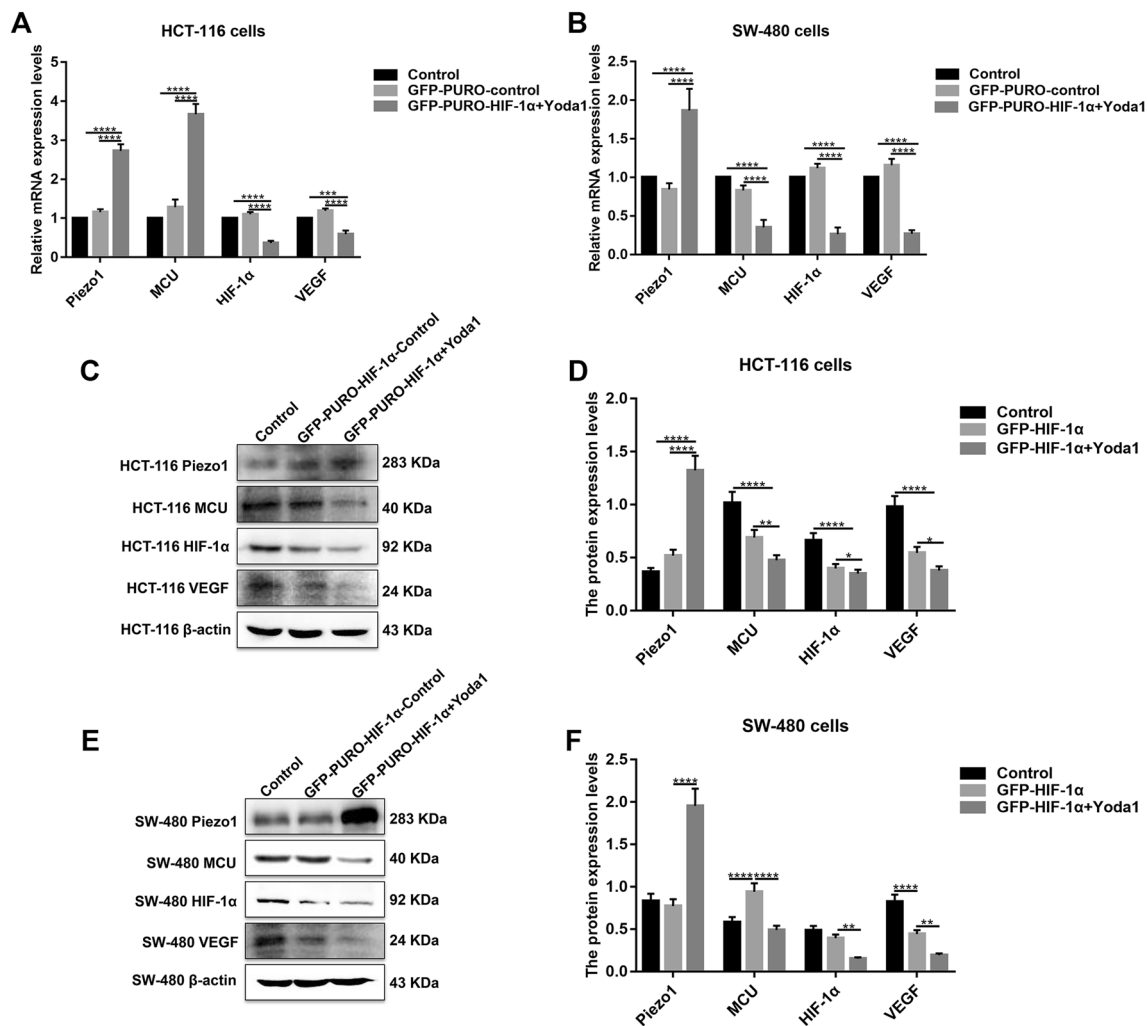 A
HCT-116 cells
Relative mRNA expression levels
5
4
3
2
1
0
****
****
****
****
****
****
***
****
Piezo1
MCU
HIF-1α
VEGF
Control
GFP-PURO-control
GFP-PURO-HIF-1α+Yoda1
B
SW-480 cells
Relative mRNA expression levels
2.5
2.0
1.5
1.0
0.5
0.0
****
****
****
****
****
****
****
****
Piezo1
MCU
HIF-1α
VEGF
Control
GFP-PURO-control
GFP-PURO-HIF-1α+Yoda1
C
Control
GFP-PURO-HIF-1α-Control
GFP-PURO-HIF-1α+Yoda1
HCT-116 Piezo1 283 KDa
HCT-116 MCU 40 KDa
HCT-116 HIF-1α 92 KDa
HCT-116 VEGF 24 KDa
HCT-116 β-actin 43 KDa
D
HCT-116 cells
The protein expression levels
2.0
1.5
1.0
0.5
0.0
****
****
****
**
****
*
****
*
Piezo1
MCU
HIF-1α
VEGF
Control
GFP-HIF-1α
GFP-HIF-1α+Yoda1
E
Control
GFP-PURO-HIF-1α-Control
GFP-PURO-HIF-1α+Yoda1
SW-480 Piezo1 283 KDa
SW-480 MCU 40 KDa
SW-480 HIF-1α 92 KDa
SW-480 VEGF 24 KDa
SW-480 β-actin 43 KDa
F
SW-480 cells
The protein expression levels
2.5
2.0
1.5
1.0
0.5
0.0
****
**** ****
**
****
**
Piezo1
MCU
HIF-1α
VEGF
Control
GFP-HIF-1α
GFP-HIF-1α+Yoda1